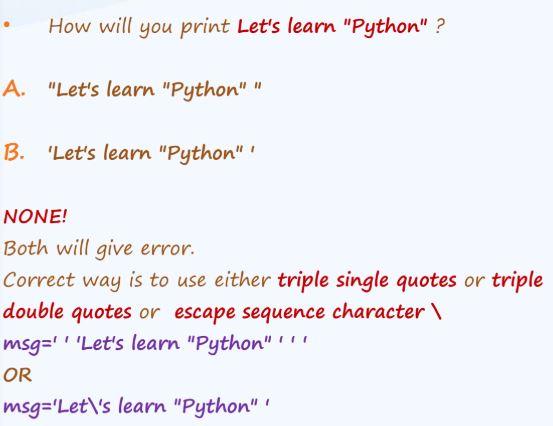 • How will you print Let's learn "Python" ?
A. "Let's learn "Python" "
B. 'Let's learn "Python" '
NONE!
Both will give error.
Correct way is to use either triple single quotes or triple
double quotes or escape sequence character \
msg=' ' 'Let's learn "Python" ' ' '
OR
msg='Let\'s learn "Python" '